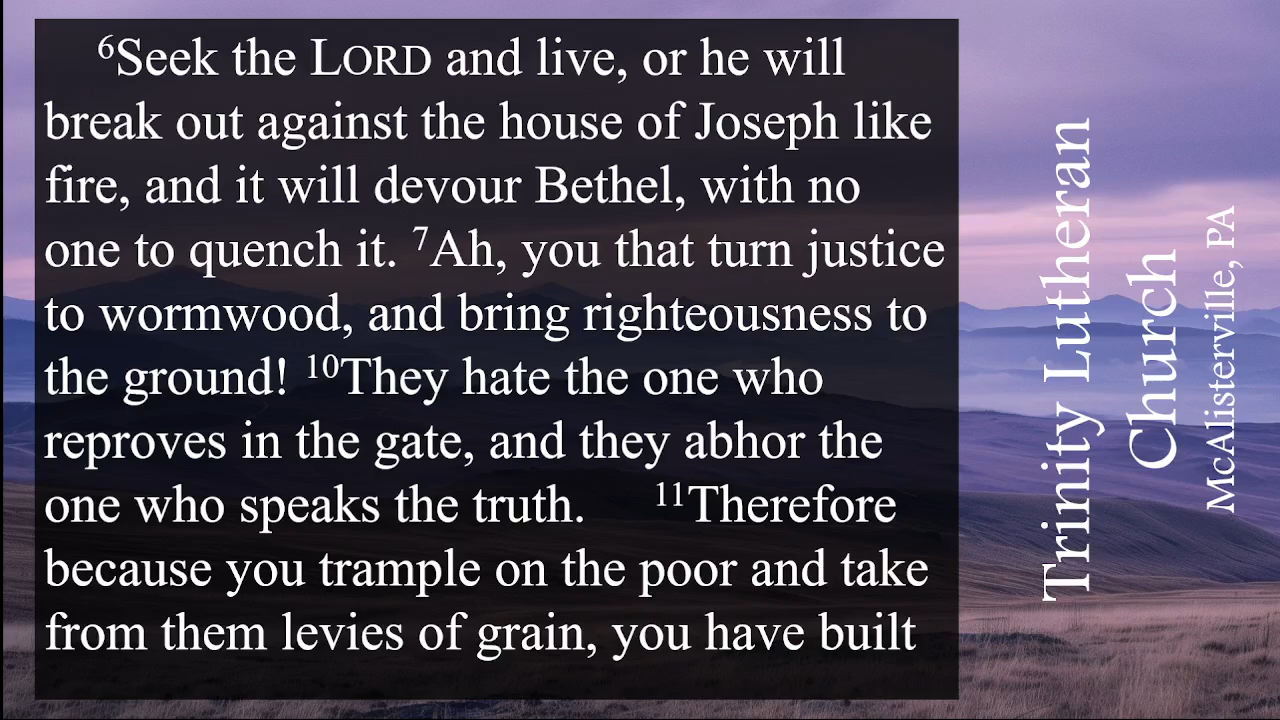 ⁶Seek the LORD and live, or he will
break out against the house of Joseph like
fire, and it will devour Bethel, with no
one to quench it. ⁷Ah, you that turn justice
to wormwood, and bring righteousness to
the ground! ¹⁰They hate the one who
reproves in the gate, and they abhor the
one who speaks the truth. ¹¹Therefore
because you trample on the poor and take
from them levies of grain, you have built
Trinity Lutheran
Church
McAlisterville, PA